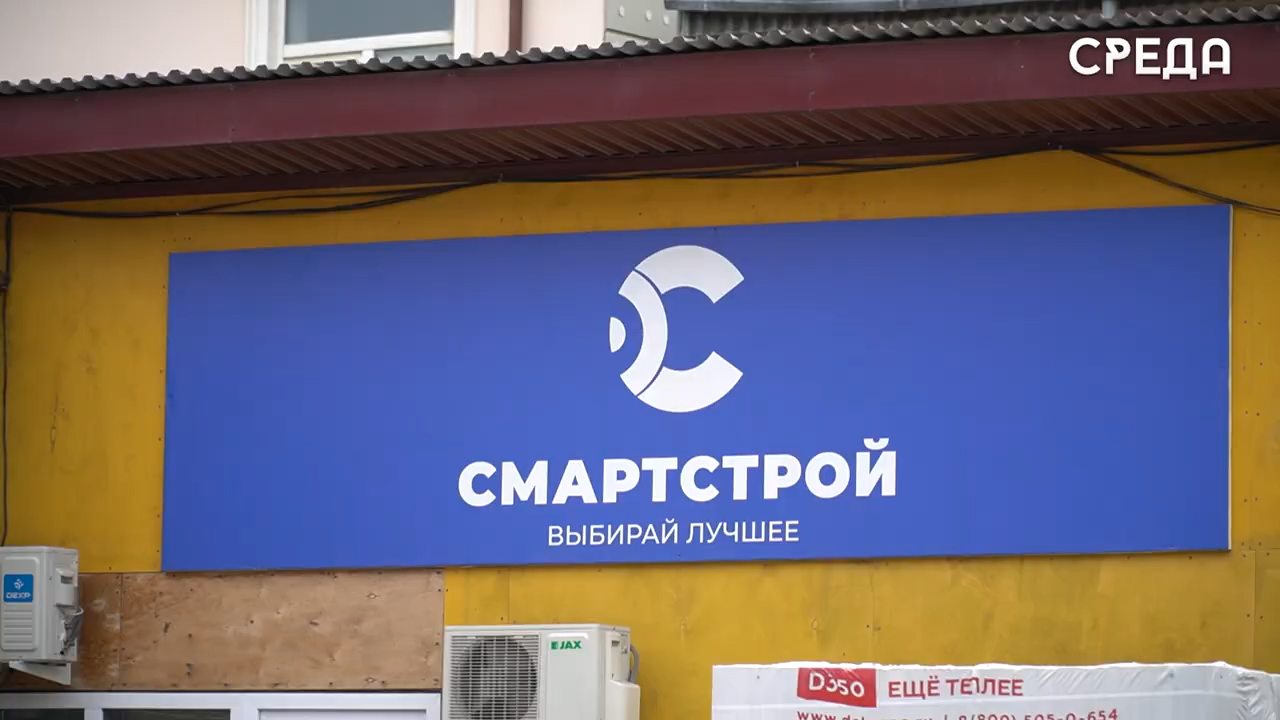 СРЕДА
СМАРТСТРОЙ
ВЫБИРАЙ ЛУЧШЕЕ
DEXP
JAX
ЕЩЁ ТЕПЛЕЕ